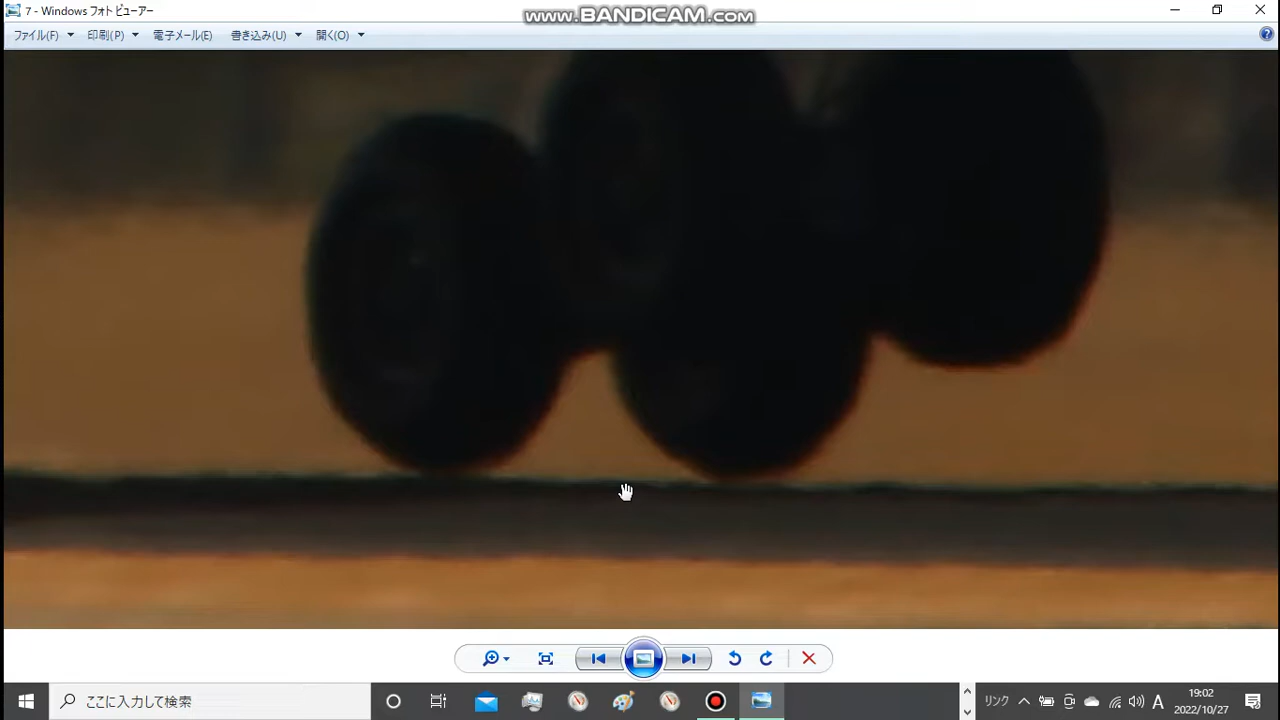 7 - Windows フォト ビューアー
www.BANDICAM.com
ファイル(F)
印刷(P)
電子メール(E)
書き込み(U)
開く(O)
ここに入力して検索
リンク
A
19:02
2022/10/27